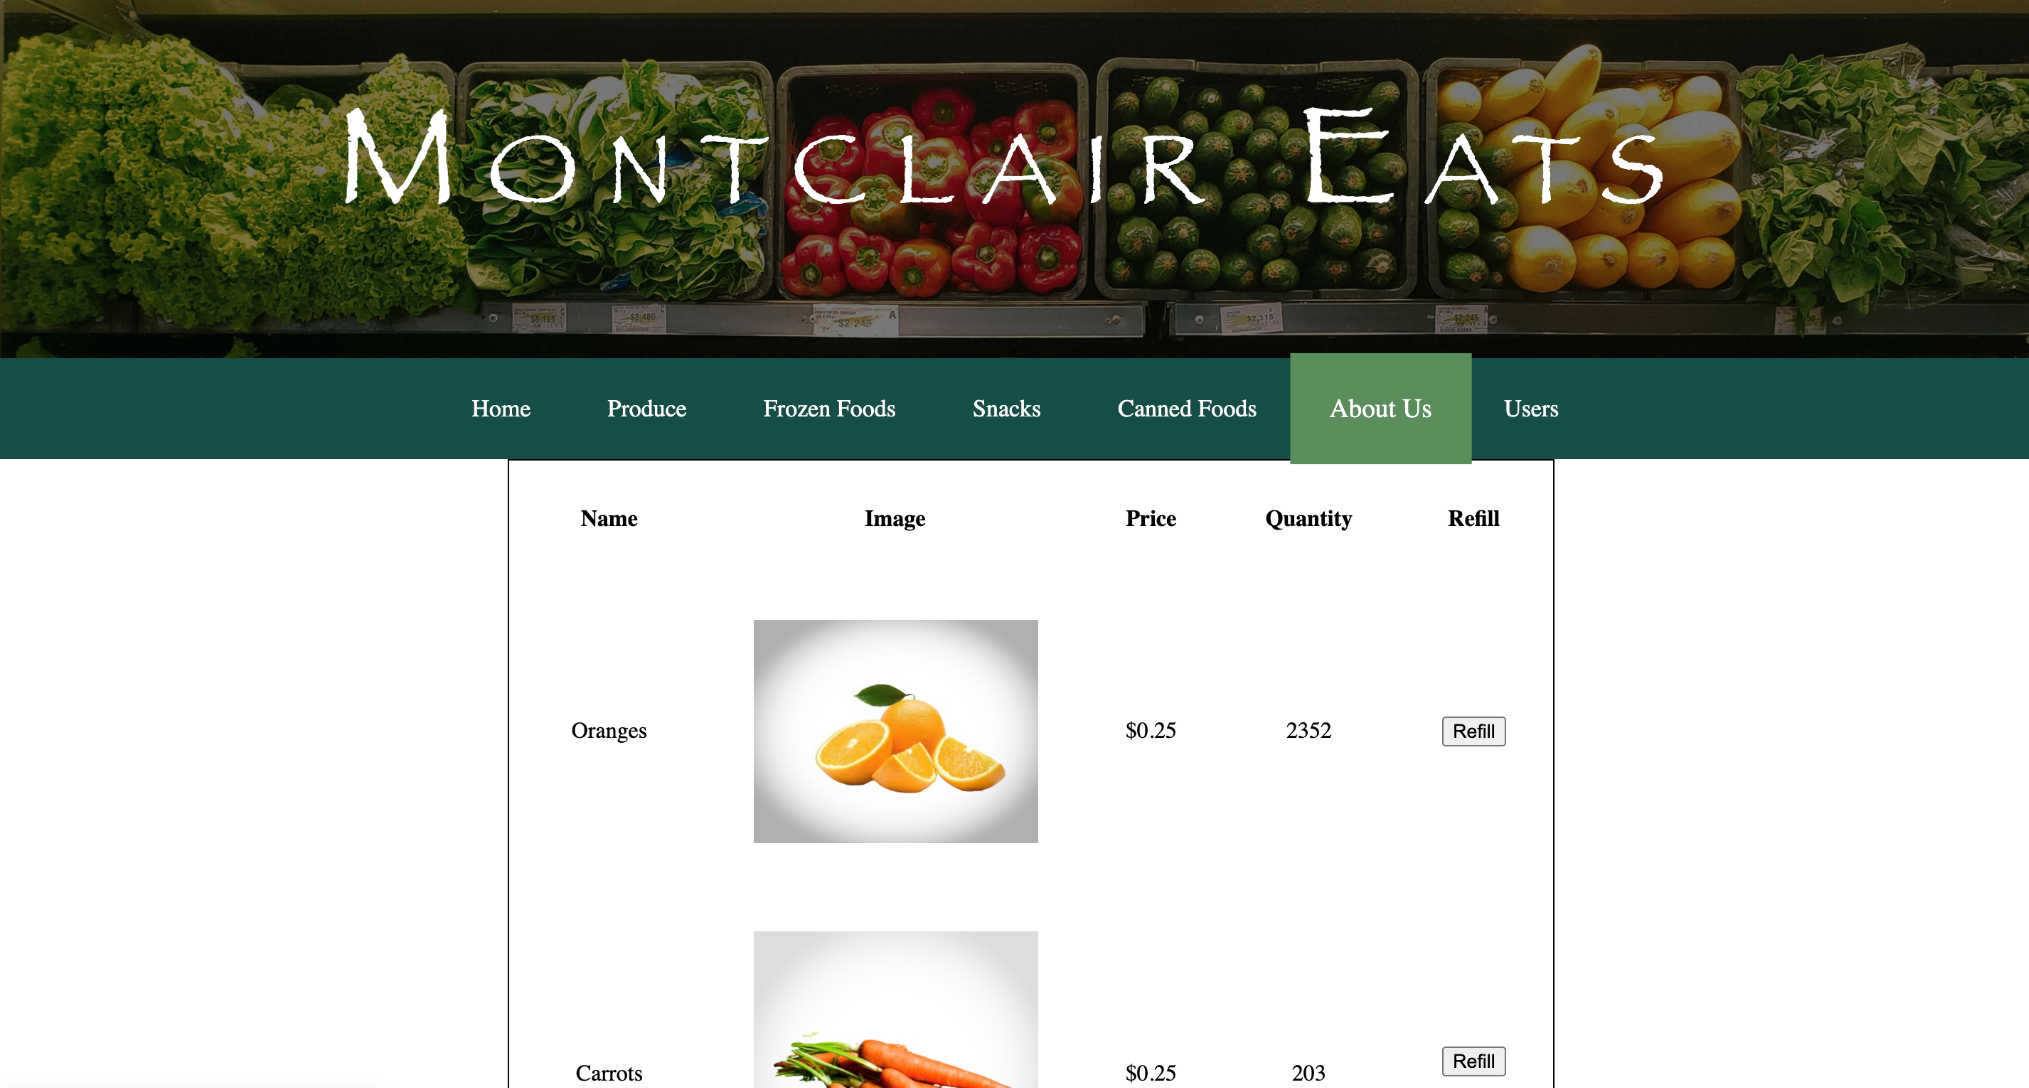 MONTCLAIR EATS
Home Produce Frozen Foods Snacks Canned Foods About Us Users
Name Image Price Quantity Refill
Oranges $0.25 2352 Refill
Carrots $0.25 203 Refill